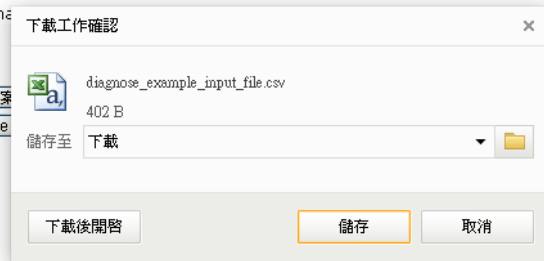 下載工作確認
diagnose_example_input_file.csv
402 B
儲存至 下載
下載後開啓 儲存 取消